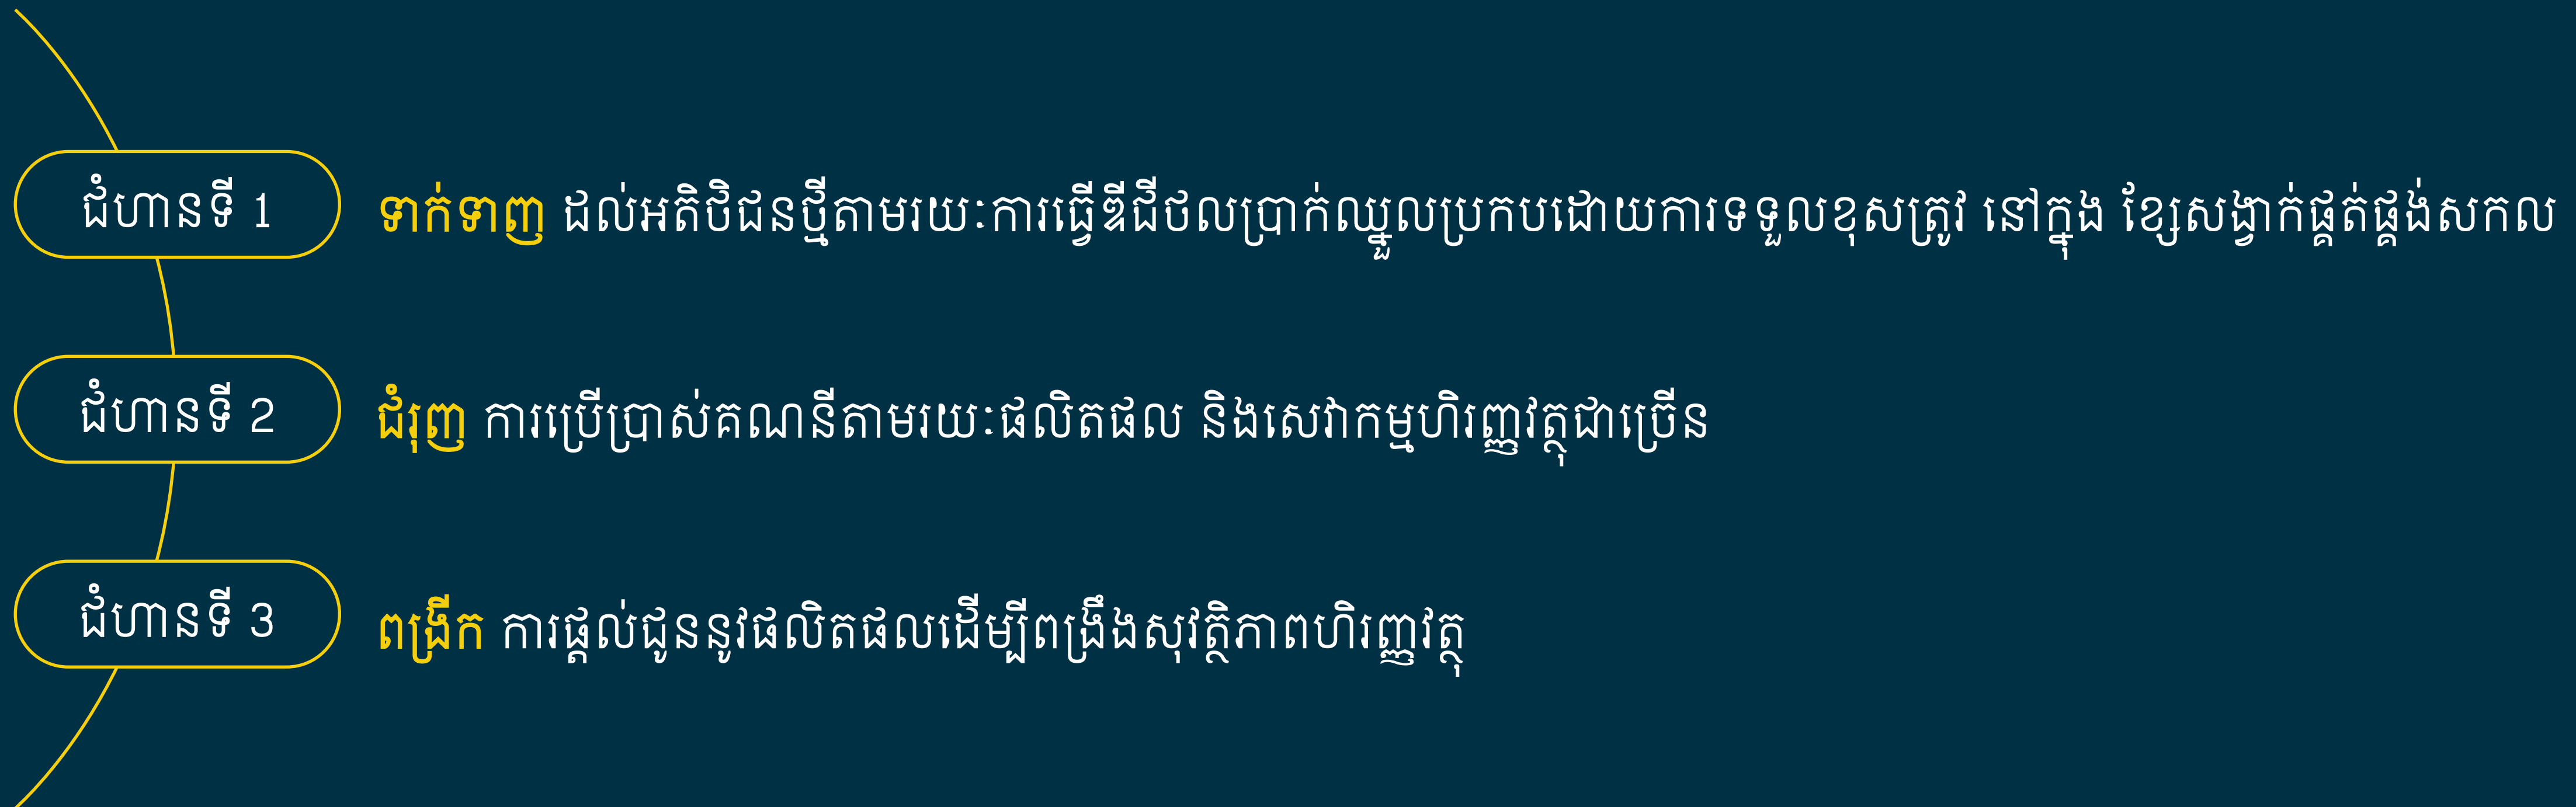 ជំហានទី 1
ទាក់ទាញ ដល់អតិថិជនថ្មីតាមរយៈការធ្វើឌីជីថលប្រាក់ឈ្នួលប្រកបដោយការទទួលខុសត្រូវ នៅក្នុង ខ្សែសង្វាក់ផ្គត់ផ្គង់សកល
ជំហានទី 2
ជំរុញ ការប្រើប្រាស់គណនីតាមរយៈផលិតផល និងសេវាកម្មហិរញ្ញវត្ថុជាច្រើន
ជំហានទី 3
ពង្រីក ការផ្តល់ជូននូវផលិតផលដើម្បីពង្រឹងសុវត្ថិភាពហិរញ្ញវត្ថុ